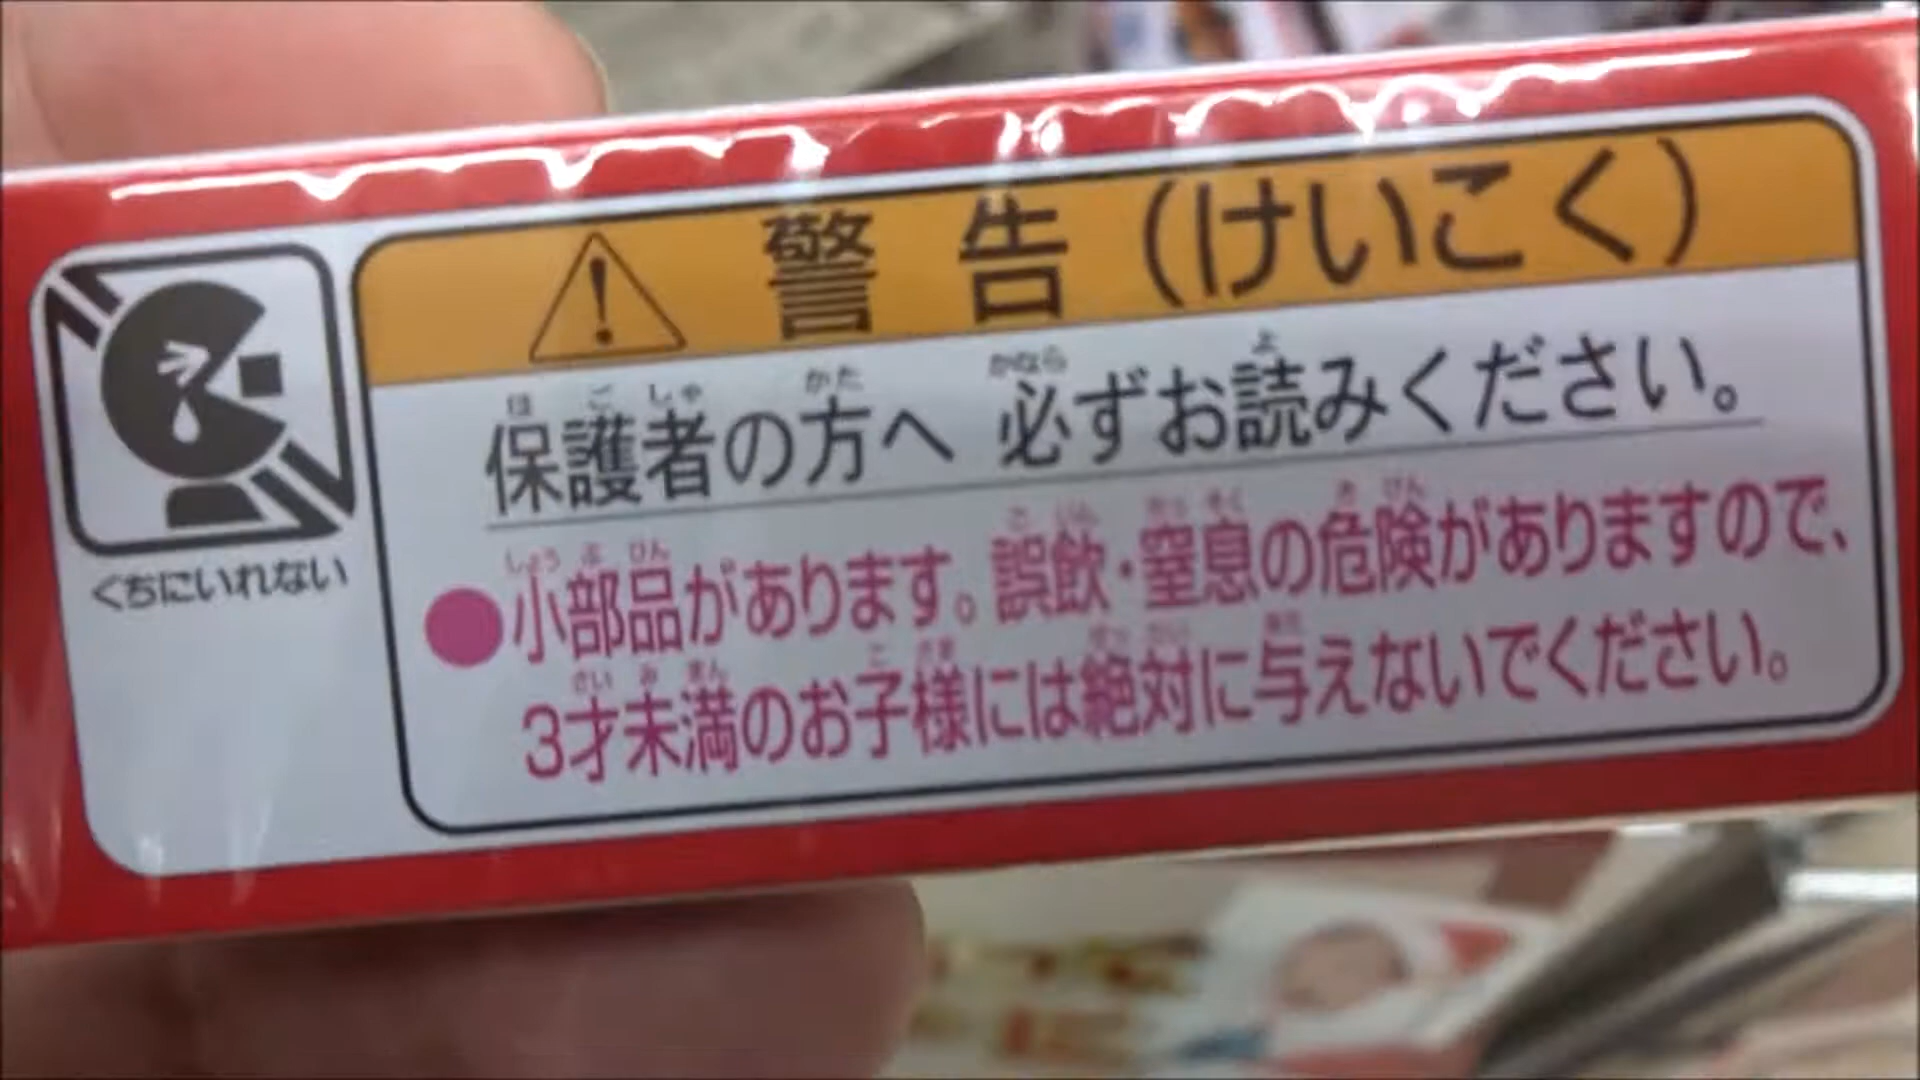 警告（けいこく）
保護者の方へ 必ずお読みください。
●小部品があります。誤飲・窒息の危険がありますので、
3才未満のお子様には絶対に与えないでください。
くちにいれない